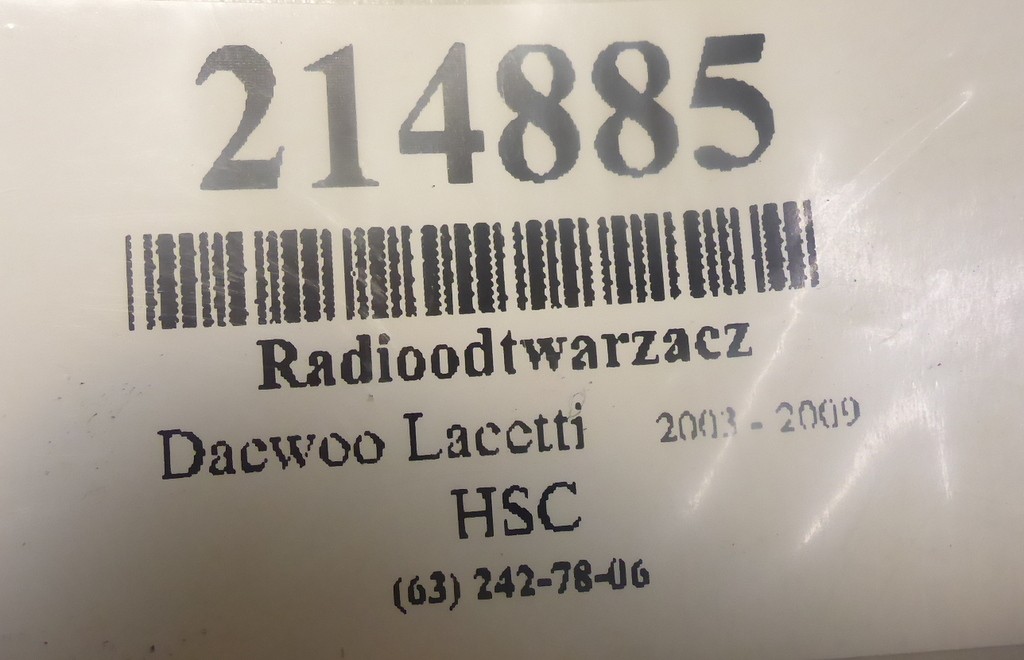 214885
Radioodtwarzacz
Daewoo Lacetti 2003 - 2009
HSC
(63) 242-78-06